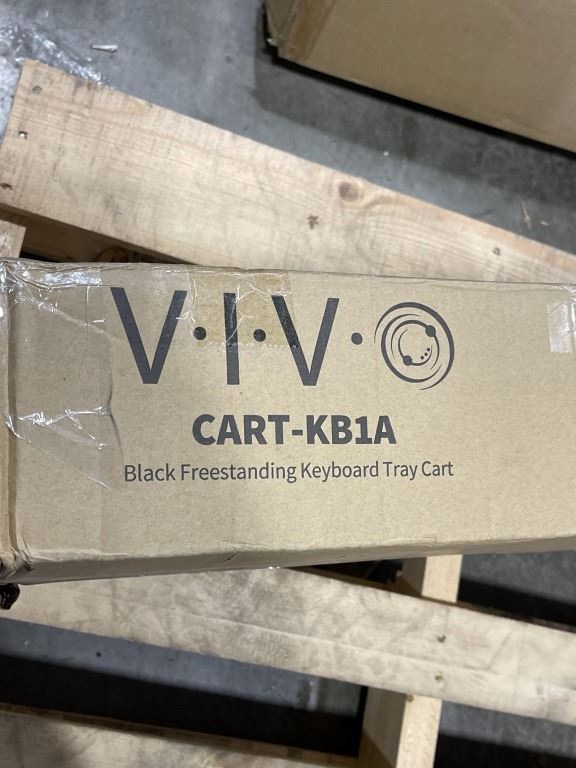 V·I·V·O
CART-KB1A
Black Freestanding Keyboard Tray Cart